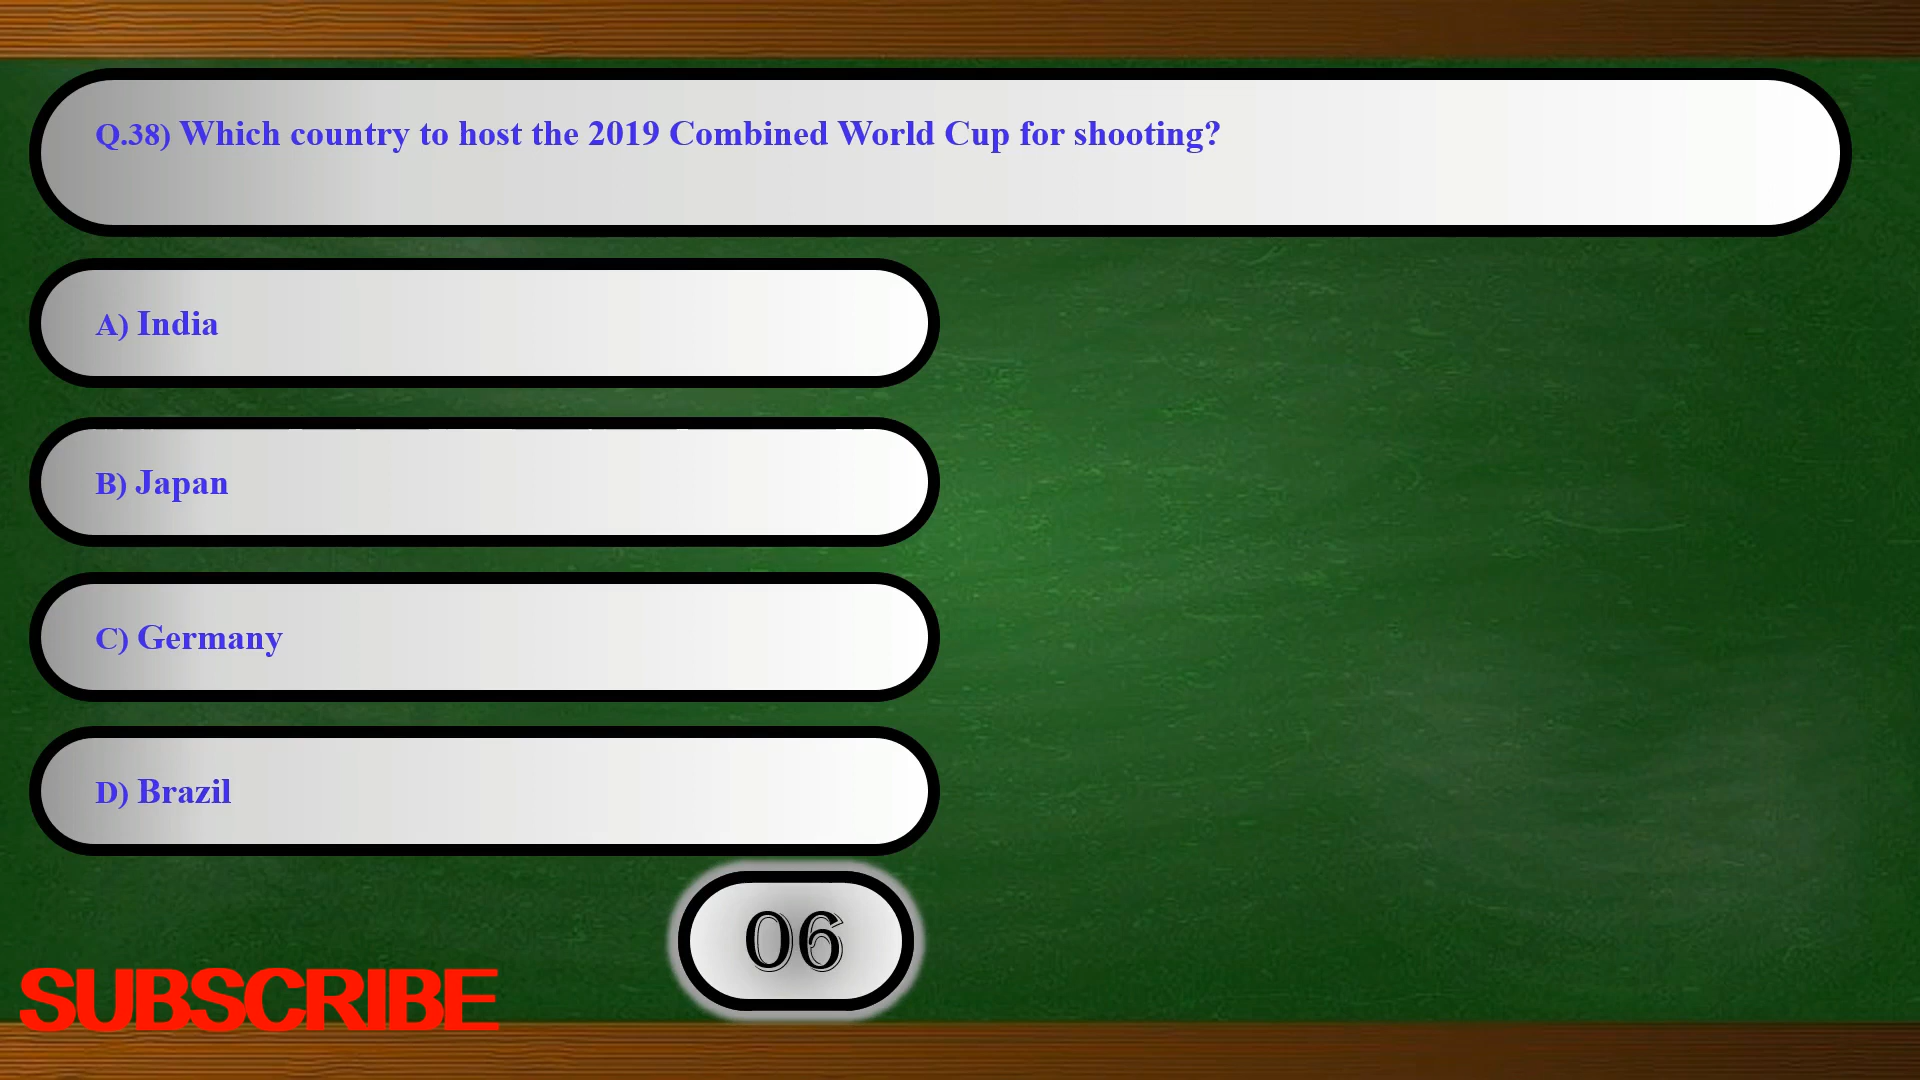 Q.38) Which country to host the 2019 Combined World Cup for shooting?
A) India
B) Japan
C) Germany
D) Brazil
06
SUBSCRIBE